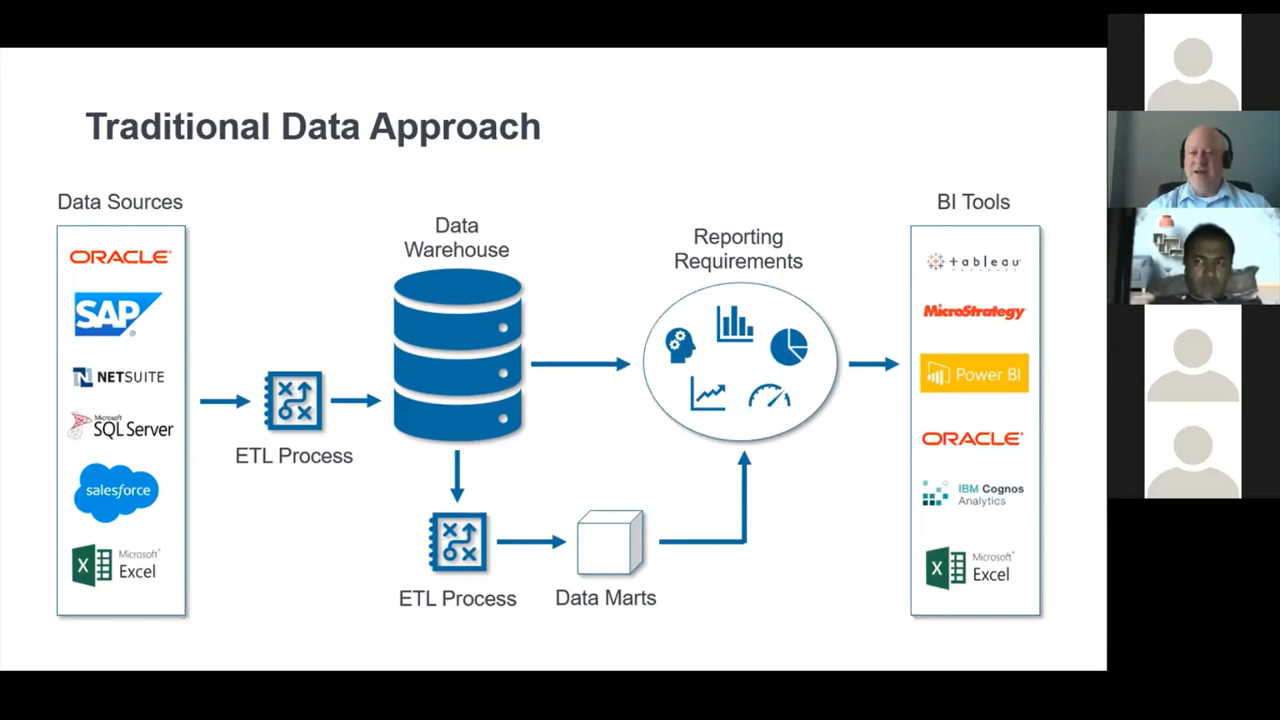 Traditional Data Approach
Data Sources
ORACLE
SAP
NETSUITE
Microsoft
SQL Server
salesforce
Microsoft
Excel
ETL Process
Data
Warehouse
ETL Process
Data Marts
Reporting
Requirements
BI Tools
tableau
MicroStrategy
Power BI
ORACLE
IBM Cognos
Analytics
Microsoft
Excel